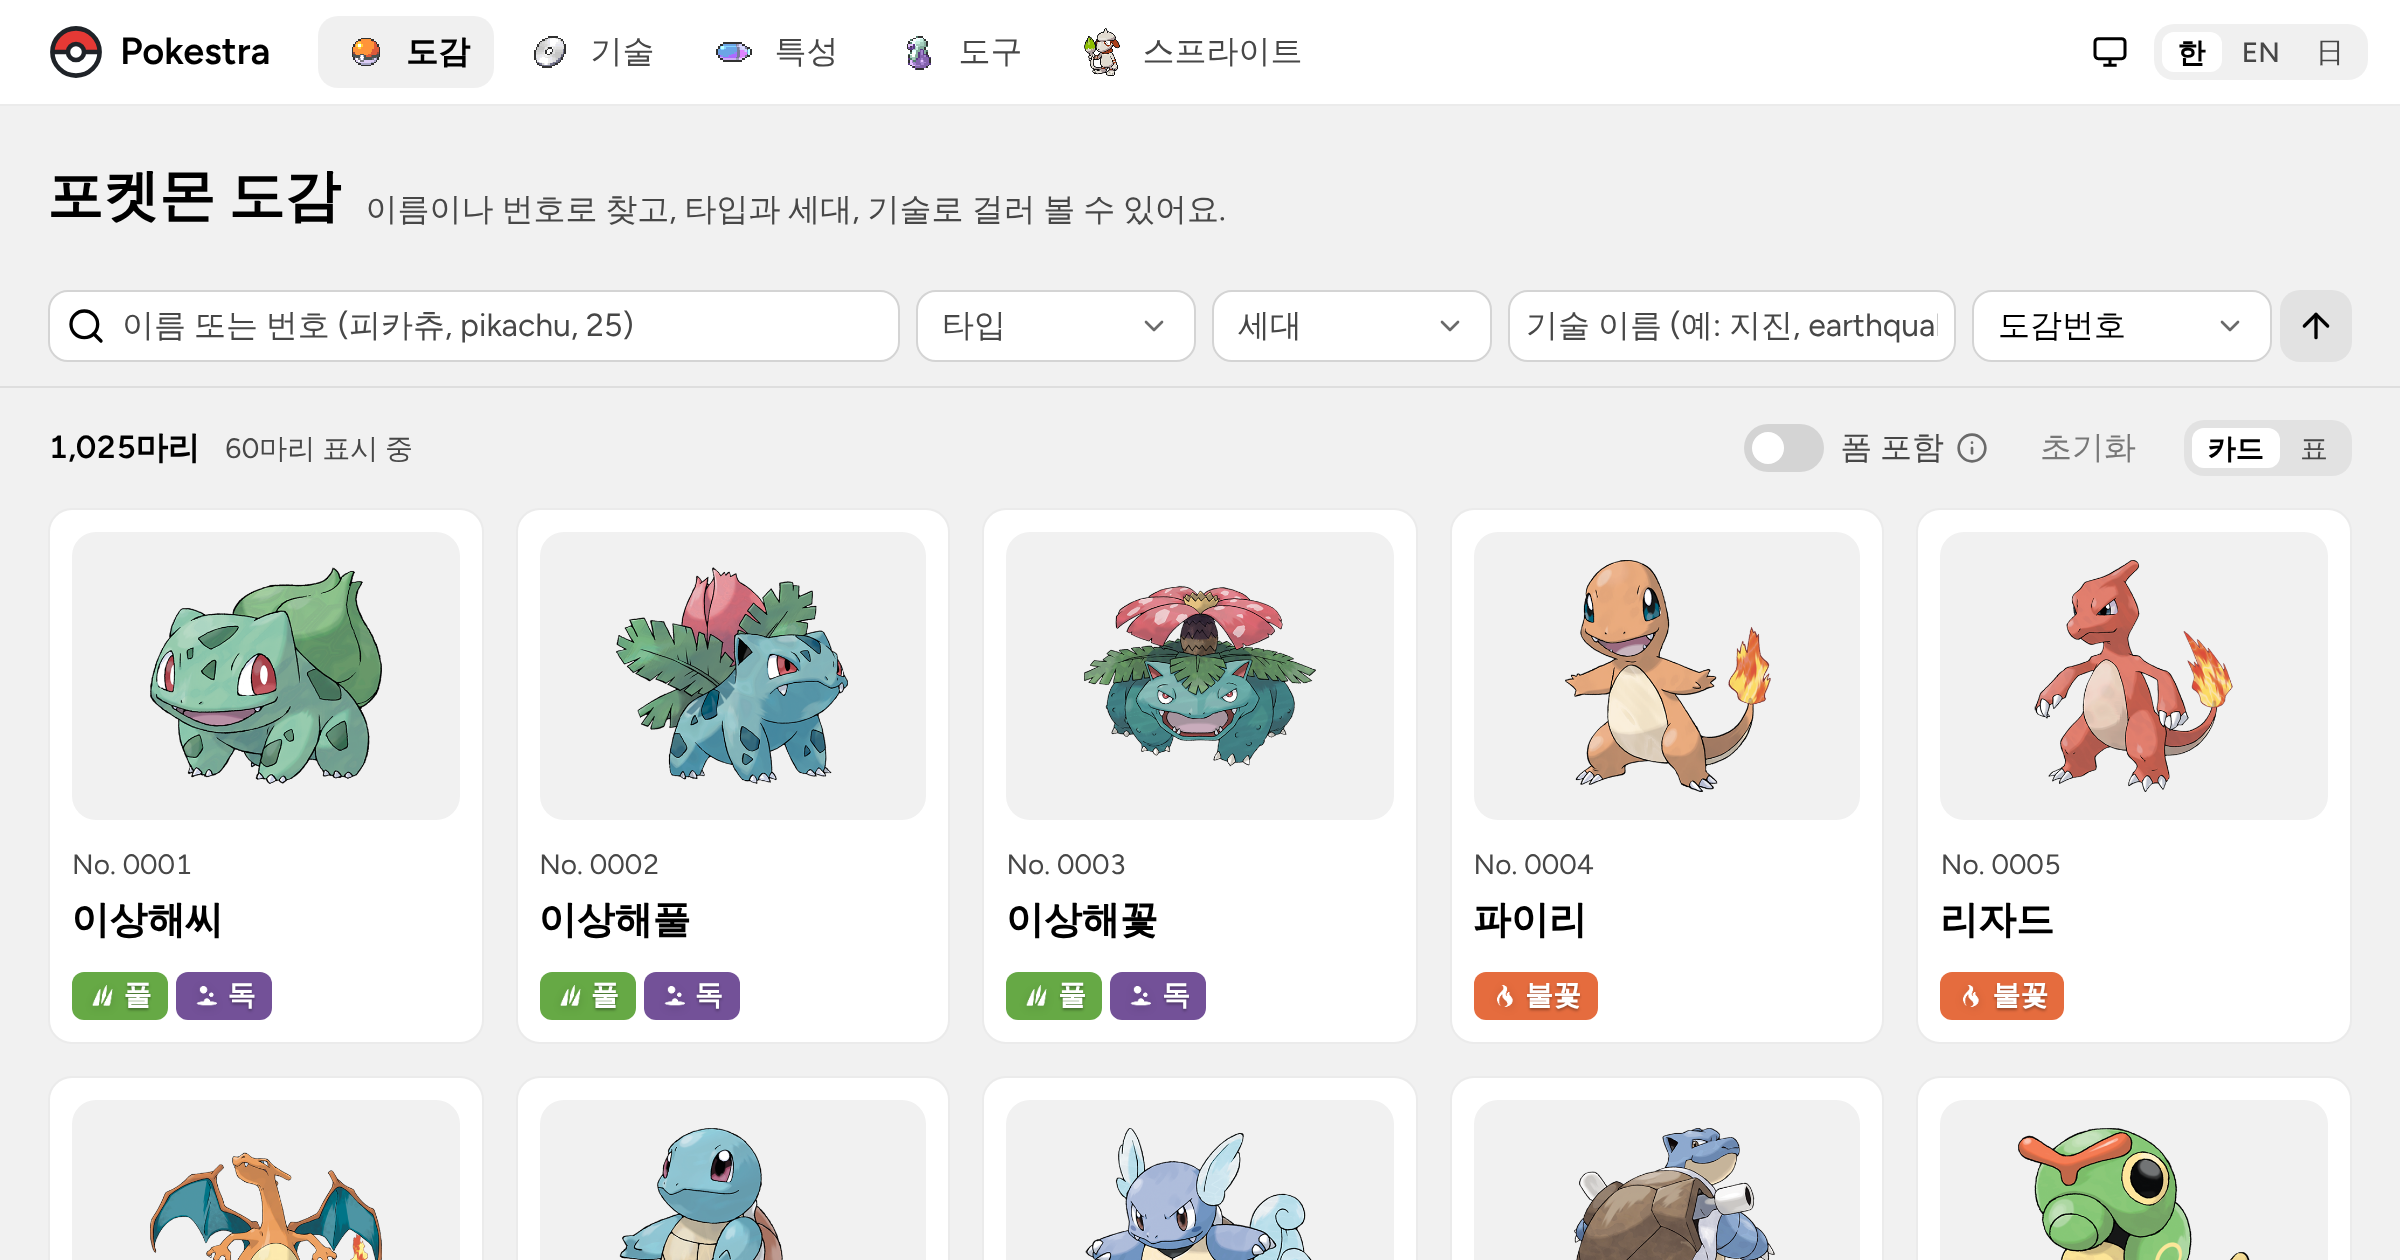 Pokestra 도감 기술 특성 도구 스프라이트 한 EN 日
포켓몬 도감 이름이나 번호로 찾고, 타입과 세대, 기술로 걸러 볼 수 있어요.
이름 또는 번호 (피카츄, pikachu, 25) 타입 세대 기술 이름 (예: 지진, earthqua 도감번호
1,025마리 60마리 표시 중 폼 포함 초기화 카드 표
No. 0001 No. 0002 No. 0003 No. 0004 No. 0005
이상해씨 이상해풀 이상해꽃 파이리 리자드
풀 독 풀 독 풀 독 불꽃 불꽃